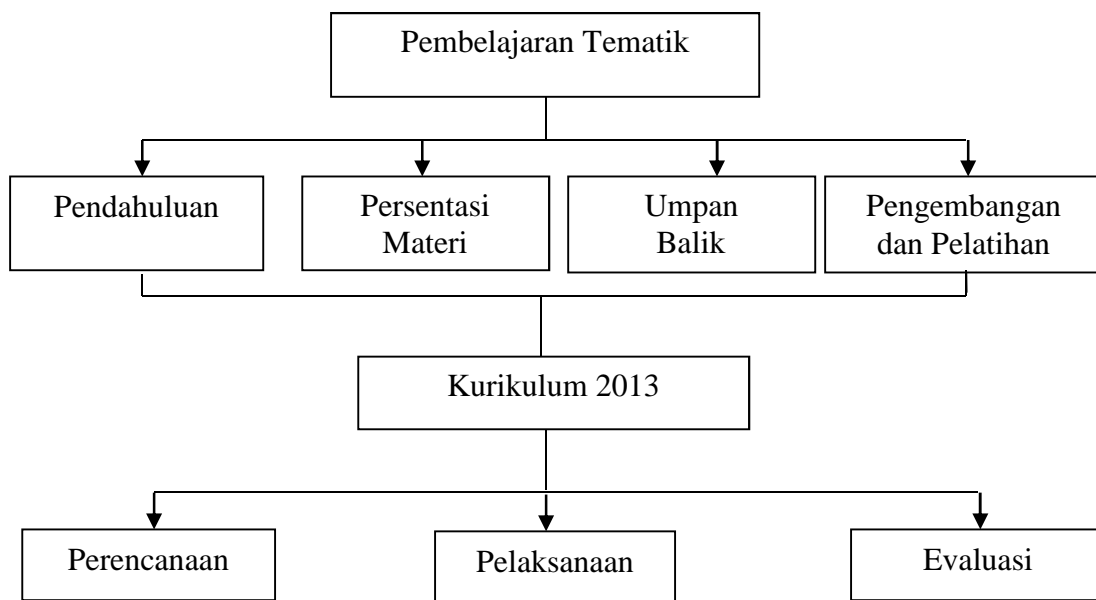 Pembelajaran Tematik
Pendahuluan
Persentasi
Materi
Umpan
Balik
Pengembangan
dan Pelatihan
Kurikulum 2013
Perencanaan
Pelaksanaan
Evaluasi